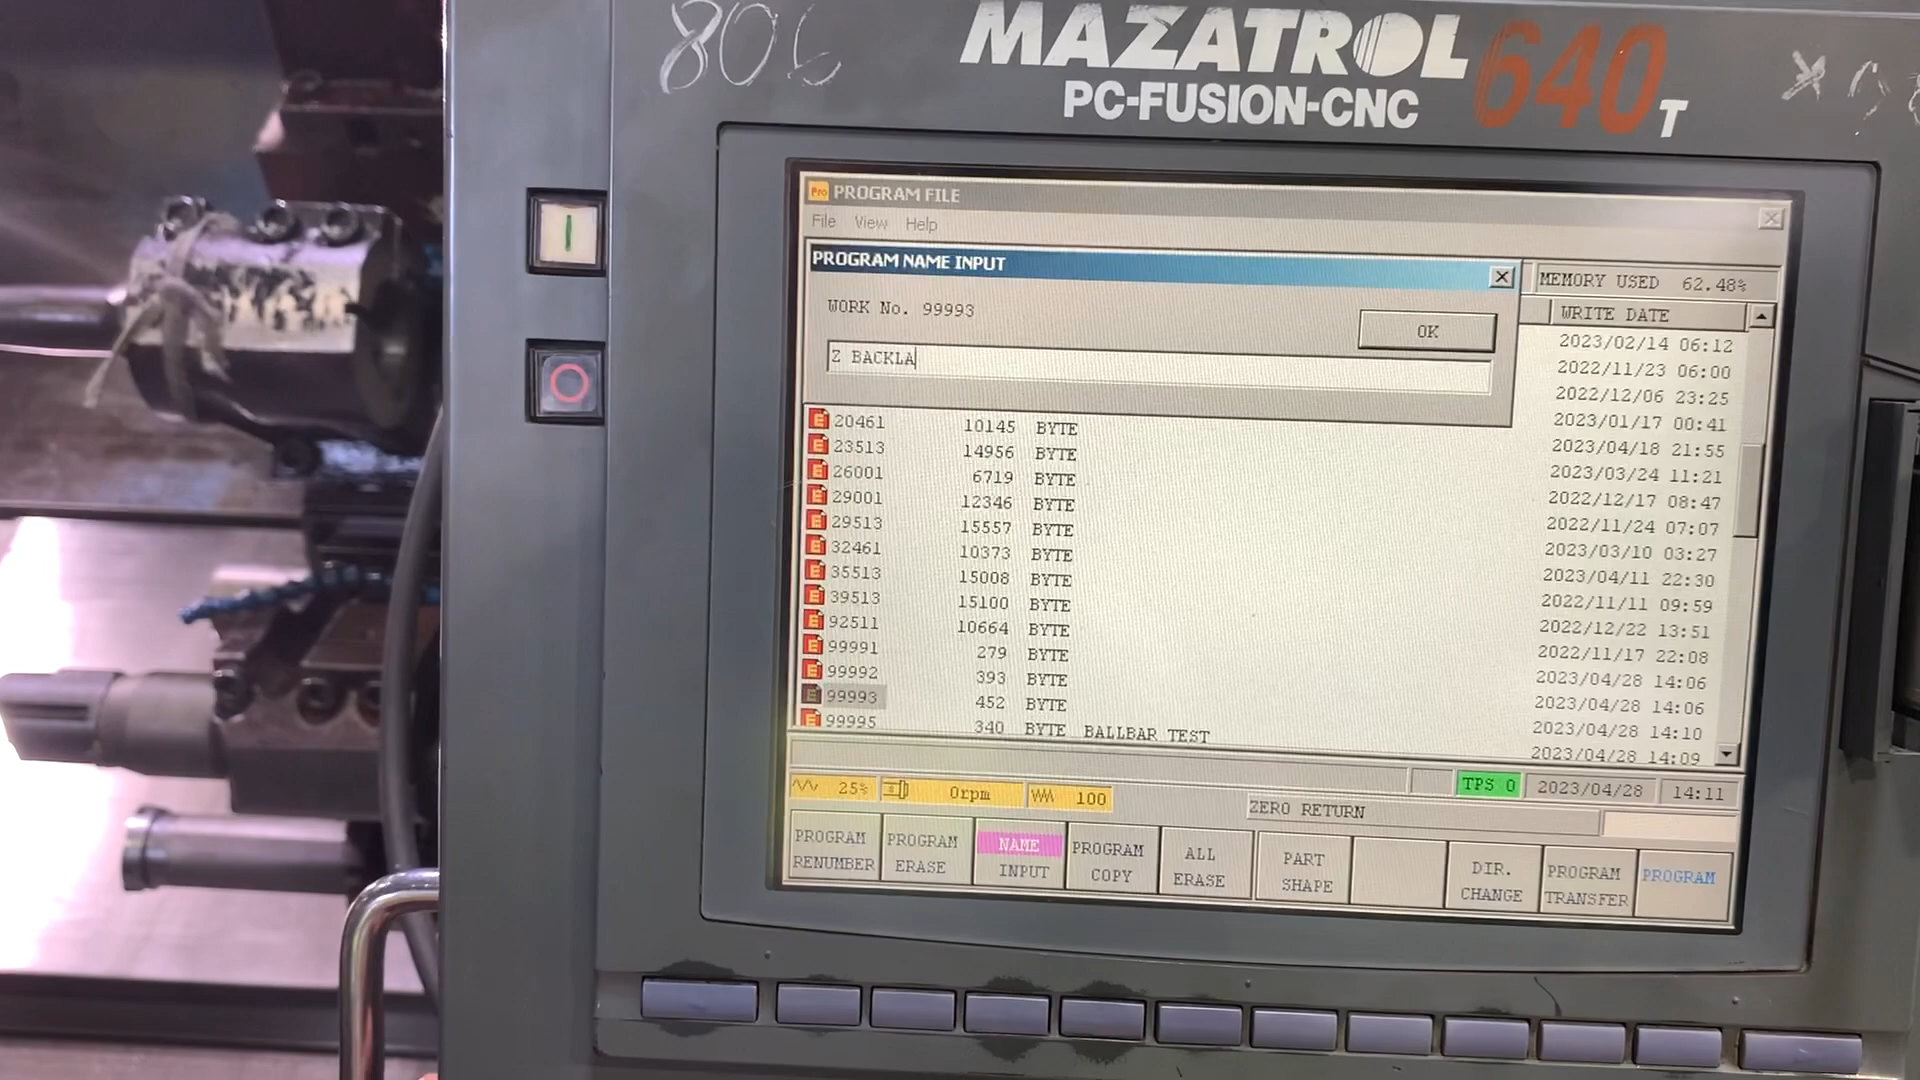 806
MAZATROL 640 T
PC-FUSION-CNC
PROGRAM FILE
File View Help
PROGRAM NAME INPUT
WORK No. 99993
OK
Z BACKLA
MEMORY USED 62.48%
WRITE DATE
2023/02/14 06:12
2022/11/23 06:00
2022/12/06 23:25
2023/01/17 00:41
20461 10145 BYTE 2023/04/18 21:55
23513 14956 BYTE 2023/03/24 11:21
26001 6719 BYTE 2022/12/17 08:47
29001 12346 BYTE 2022/11/24 07:07
29513 15557 BYTE 2023/03/10 03:27
32461 10373 BYTE 2023/04/11 22:30
35513 15008 BYTE 2022/11/11 09:59
39513 15100 BYTE 2022/12/22 13:51
92511 10664 BYTE 2022/11/17 22:08
99991 279 BYTE 2023/04/28 14:06
99992 393 BYTE 2023/04/28 14:06
99993 452 BYTE 2023/04/28 14:10
99995 340 BYTE BALLBAR TEST 2023/04/28 14:09
TPS 0 2023/04/28 14:11
25% 0rpm 100
ZERO RETURN
PROGRAM RENUMBER
PROGRAM ERASE
NAME INPUT
PROGRAM COPY
ALL ERASE
PART SHAPE
DIR. CHANGE
PROGRAM TRANSFER
PROGRAM